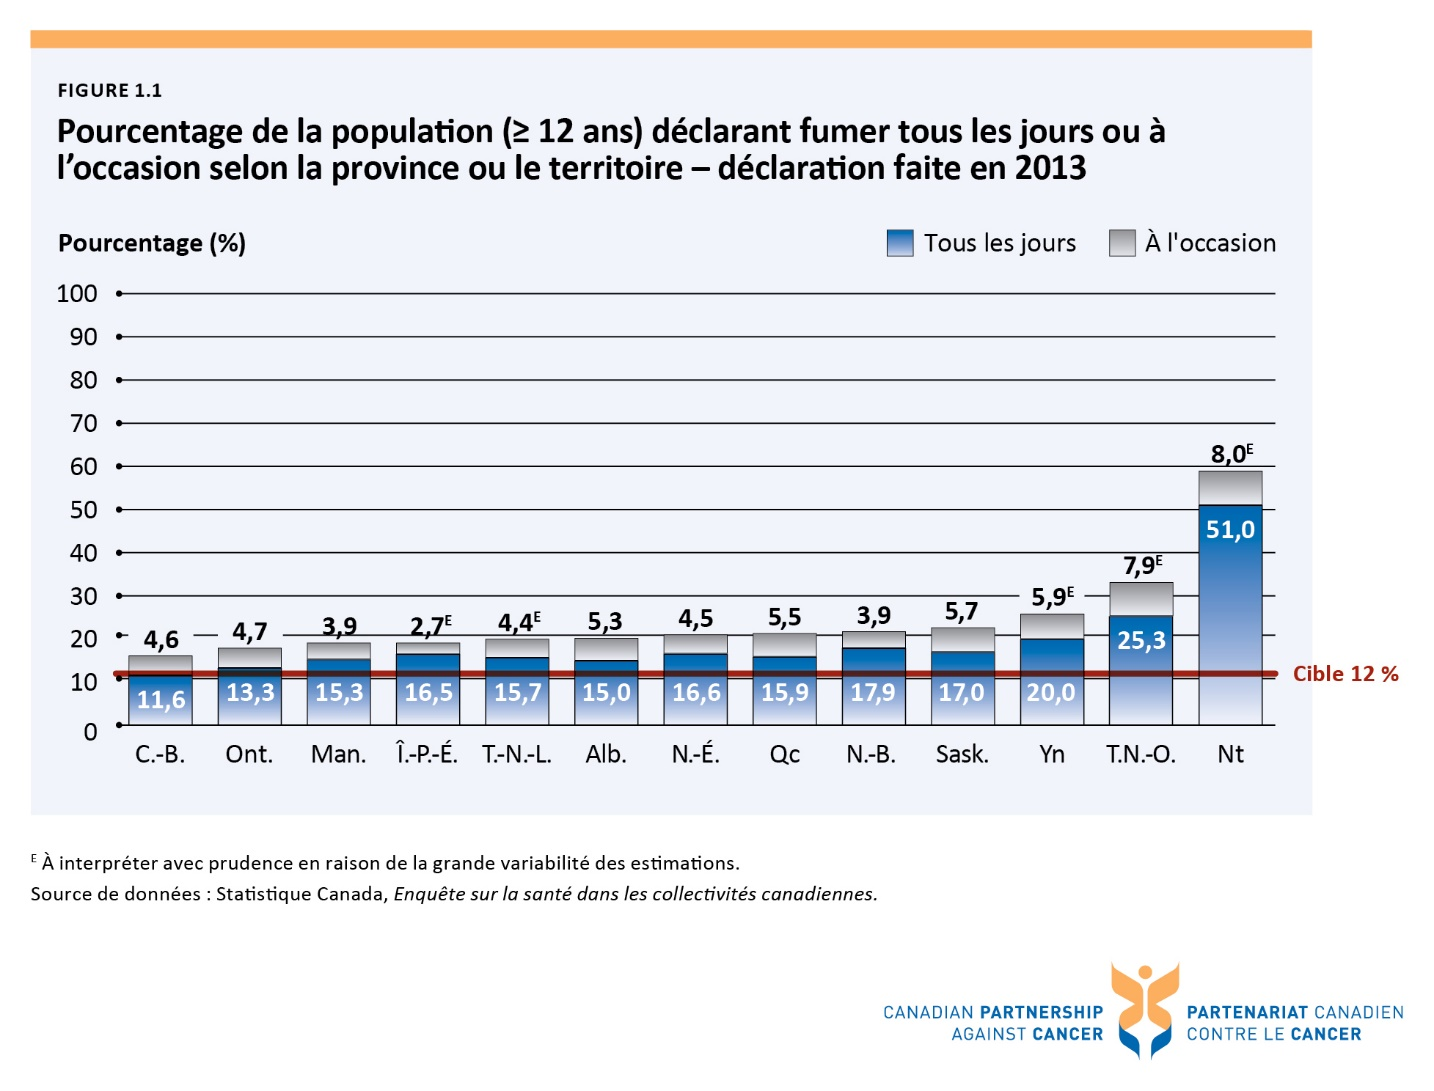 FIGURE 1.1
Pourcentage de la population (≥ 12 ans) déclarant fumer tous les jours ou à
l’occasion selon la province ou le territoire – déclaration faite en 2013
Pourcentage (%)
Tous les jours
À l'occasion
100
90
80
70
60
50
40
30
20
10
0
4,6
4,7
3,9
2,7E
4,4E
5,3
4,5
5,5
3,9
5,7
5,9E
7,9E
8,0E
11,6
13,3
15,3
16,5
15,7
15,0
16,6
15,9
17,9
17,0
20,0
25,3
51,0
Cible 12 %
C.-B.
Ont.
Man.
Î.-P.-É.
T.-N.-L.
Alb.
N.-É.
Qc
N.-B.
Sask.
Yn
T.N.-O.
Nt
E À interpréter avec prudence en raison de la grande variabilité des estimations.
Source de données : Statistique Canada, Enquête sur la santé dans les collectivités canadiennes.
CANADIAN PARTNERSHIP
AGAINST CANCER
PARTENARIAT CANADIEN
CONTRE LE CANCER